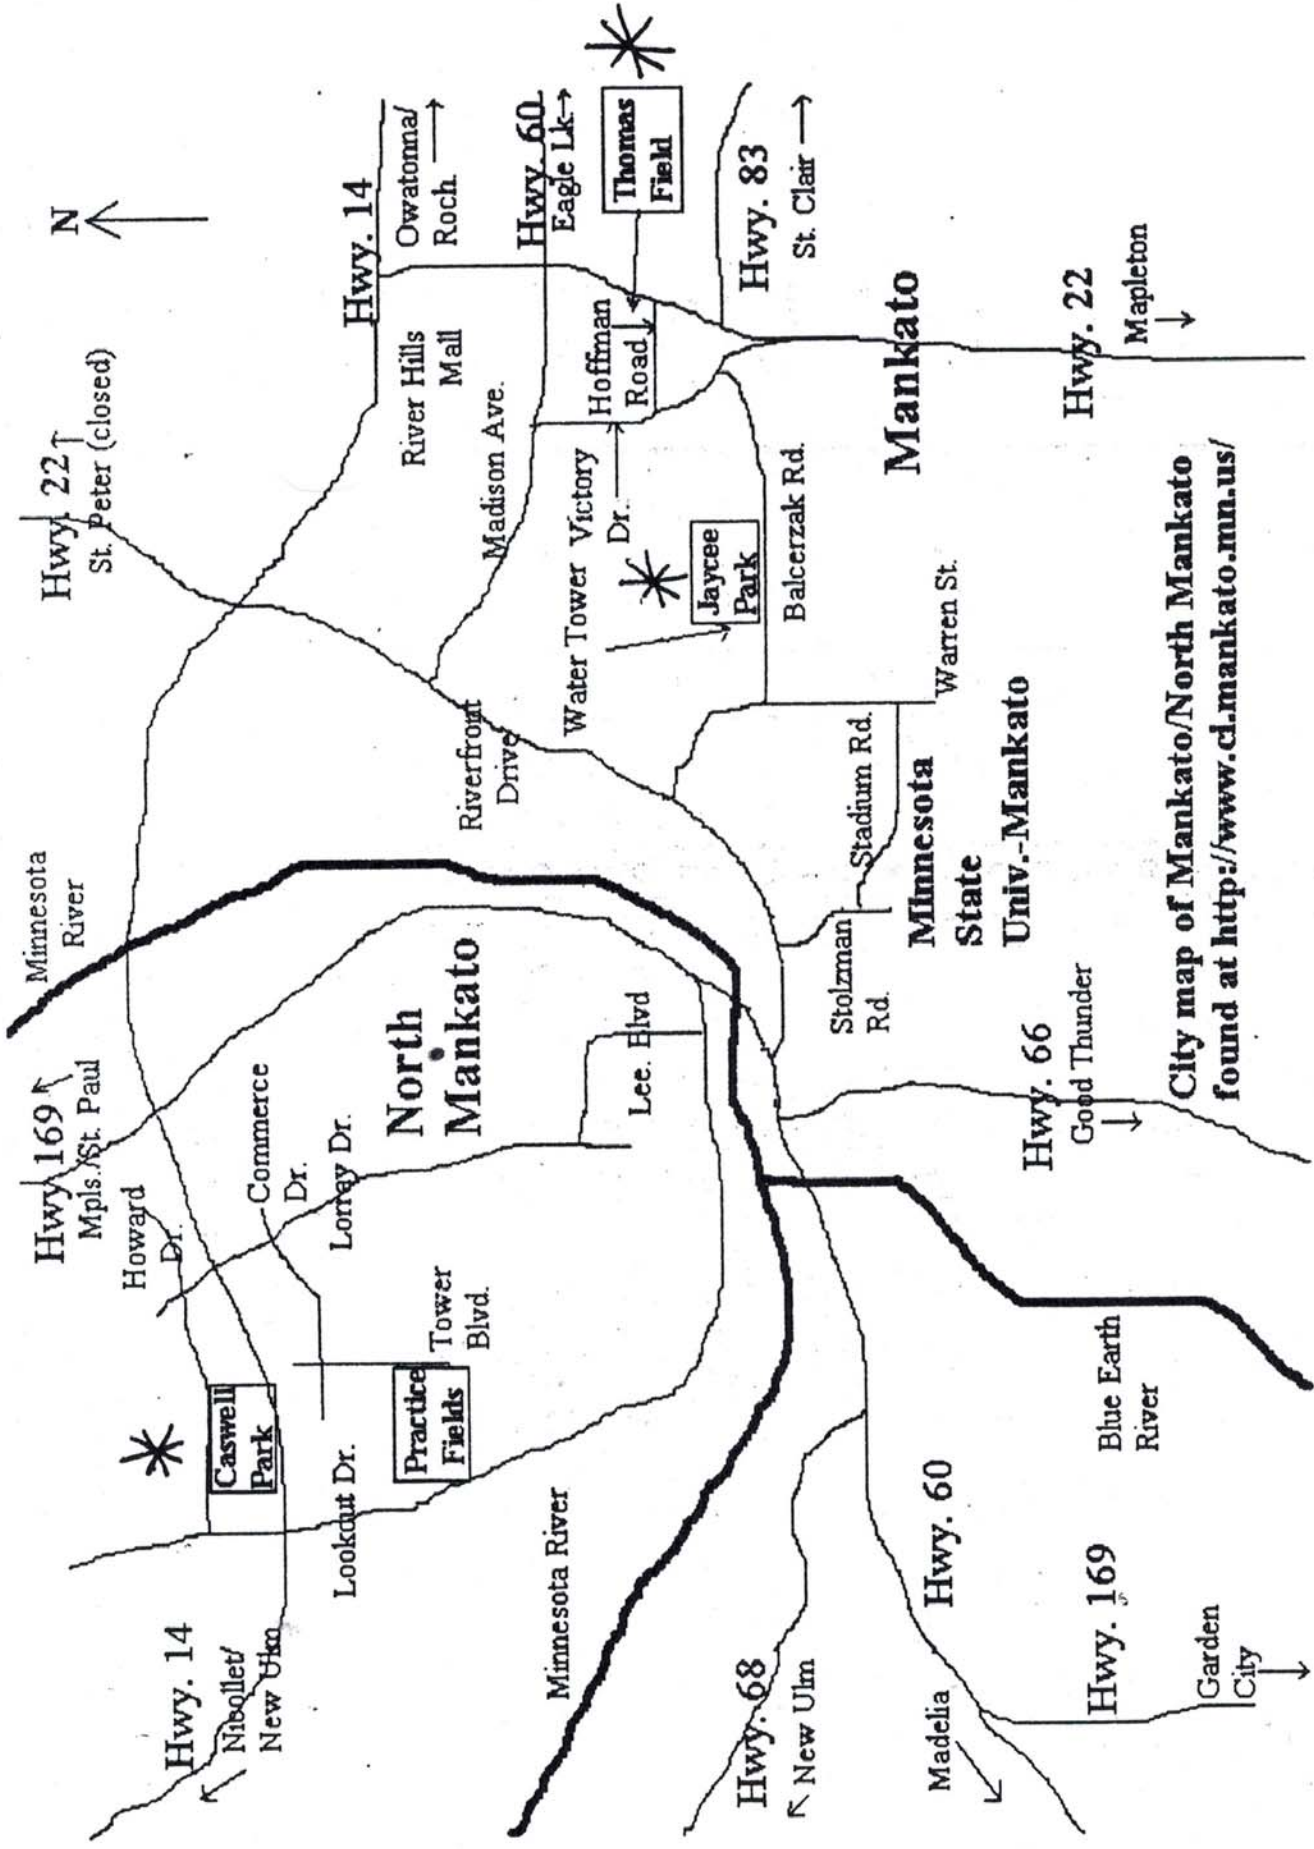 N
Hwy. 22
St. Peter (closed)
Hwy. 14
Owatonna/
Roch.
Hwy. 60
Eagle Lk.
Thomas
Field
Hwy. 83
St. Clair
River Hills
Mall
Madison Ave.
Hoffman
Road
Water Tower Victory
Dr.
Jaycee
Park
Balcerzak Rd.
Mankato
Hwy. 22
Mapleton
Warren St.
Riverfront
Drive
Stadium Rd.
Minnesota
State
Univ.-Mankato
Stolzman
Rd.
Minnesota
River
Hwy 169
Mpls./St. Paul
Howard
Dr.
Commerce
Dr.
Lorray Dr.
North
Mankato
Lee. Blvd
Hwy. 66
Good Thunder
Caswell
Park
Tower
Blvd.
Practice
Fields
Lookout Dr.
Hwy. 14
Nicollet/
New Ulm
Minnesota River
Hwy. 68
New Ulm
Blue Earth
River
Hwy. 60
Madelia
Hwy. 169
Garden
City
City map of Mankato/North Mankato
found at http://www.ci.mankato.mn.us/